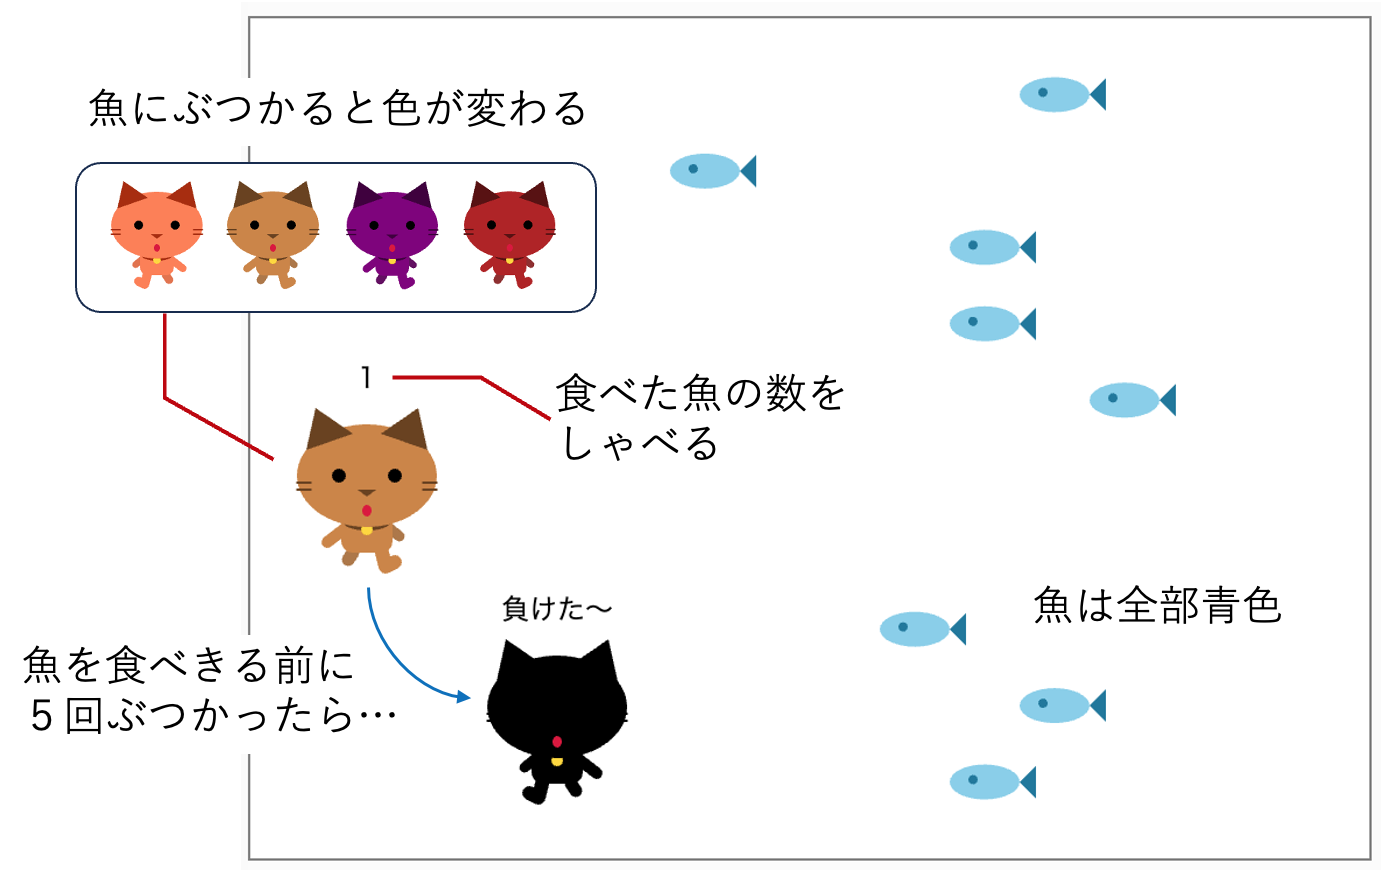 魚にぶつかると色が変わる
1
食べた魚の数を
しゃべる
負けた〜
魚は全部青色
魚を食べきる前に
５回ぶつかったら…